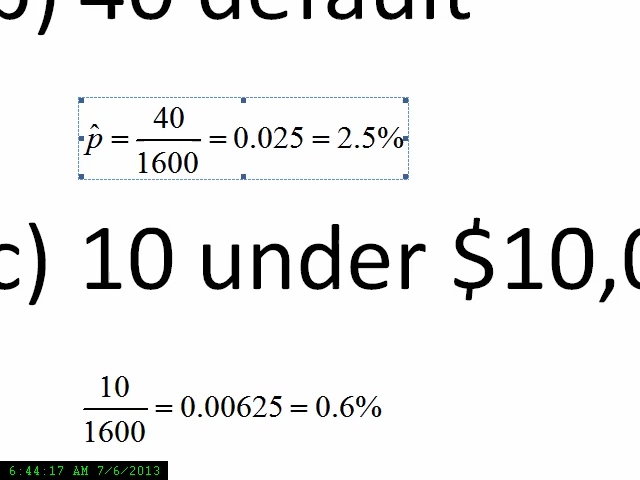 b) 40 default
p̂ = 40/1600 = 0.025 = 2.5%
c) 10 under $10,0
10/1600 = 0.00625 = 0.6%
6:44:17 AM 7/6/2013